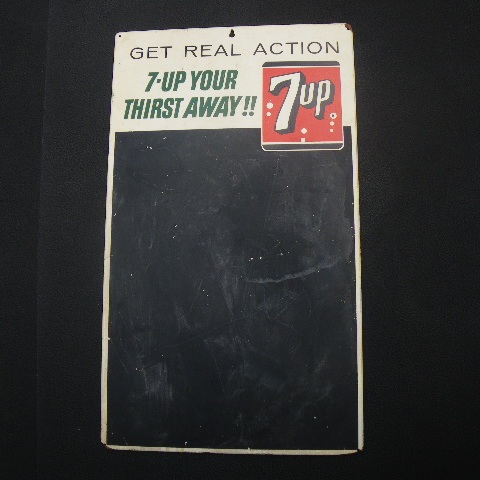 GET REAL ACTION
7-UP YOUR
THIRST AWAY!!
7up